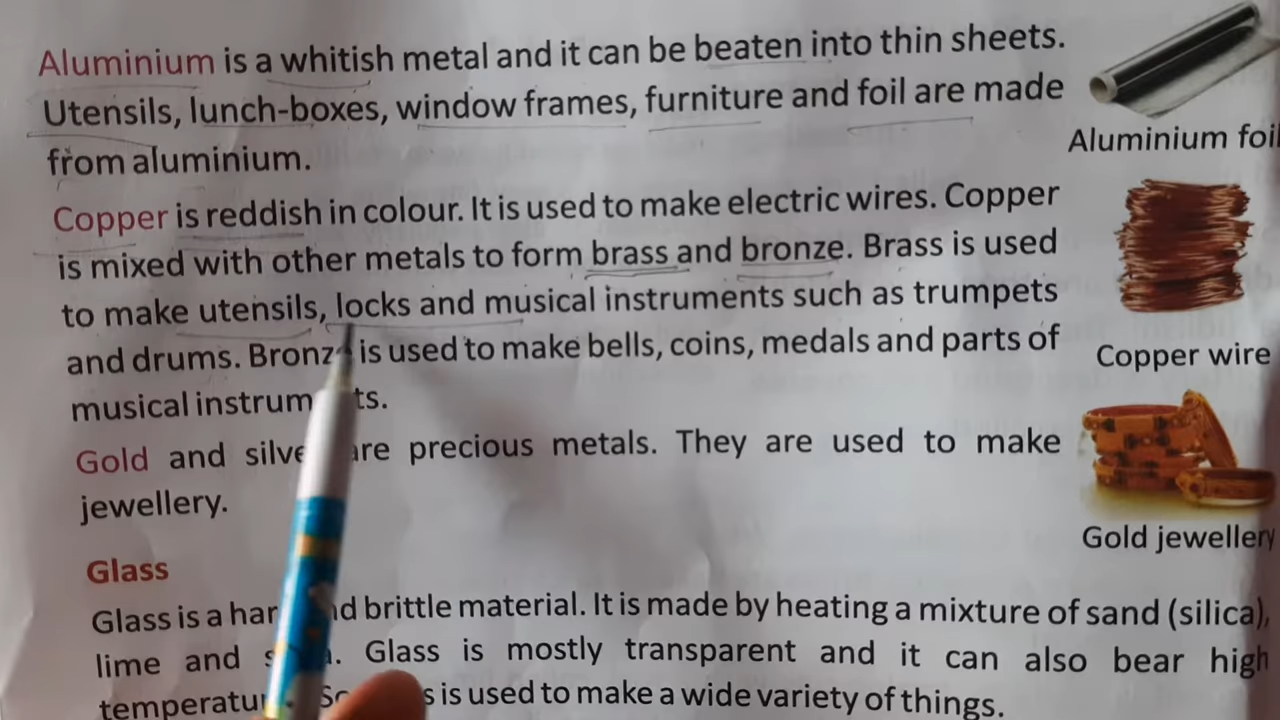 Aluminium is a whitish metal and it can be beaten into thin sheets.
Utensils, lunch-boxes, window frames, furniture and foil are made
from aluminium.
Aluminium foil
Copper is reddish in colour. It is used to make electric wires. Copper
is mixed with other metals to form brass and bronze. Brass is used
to make utensils, locks and musical instruments such as trumpets
and drums. Bronze is used to make bells, coins, medals and parts of
musical instruments.
Copper wire
Gold and silver are precious metals. They are used to make
jewellery.
Gold jewellery
Glass
Glass is a hard and brittle material. It is made by heating a mixture of sand (silica),
lime and Glass is mostly transparent and it can also bear high
is used to make a wide variety of things.